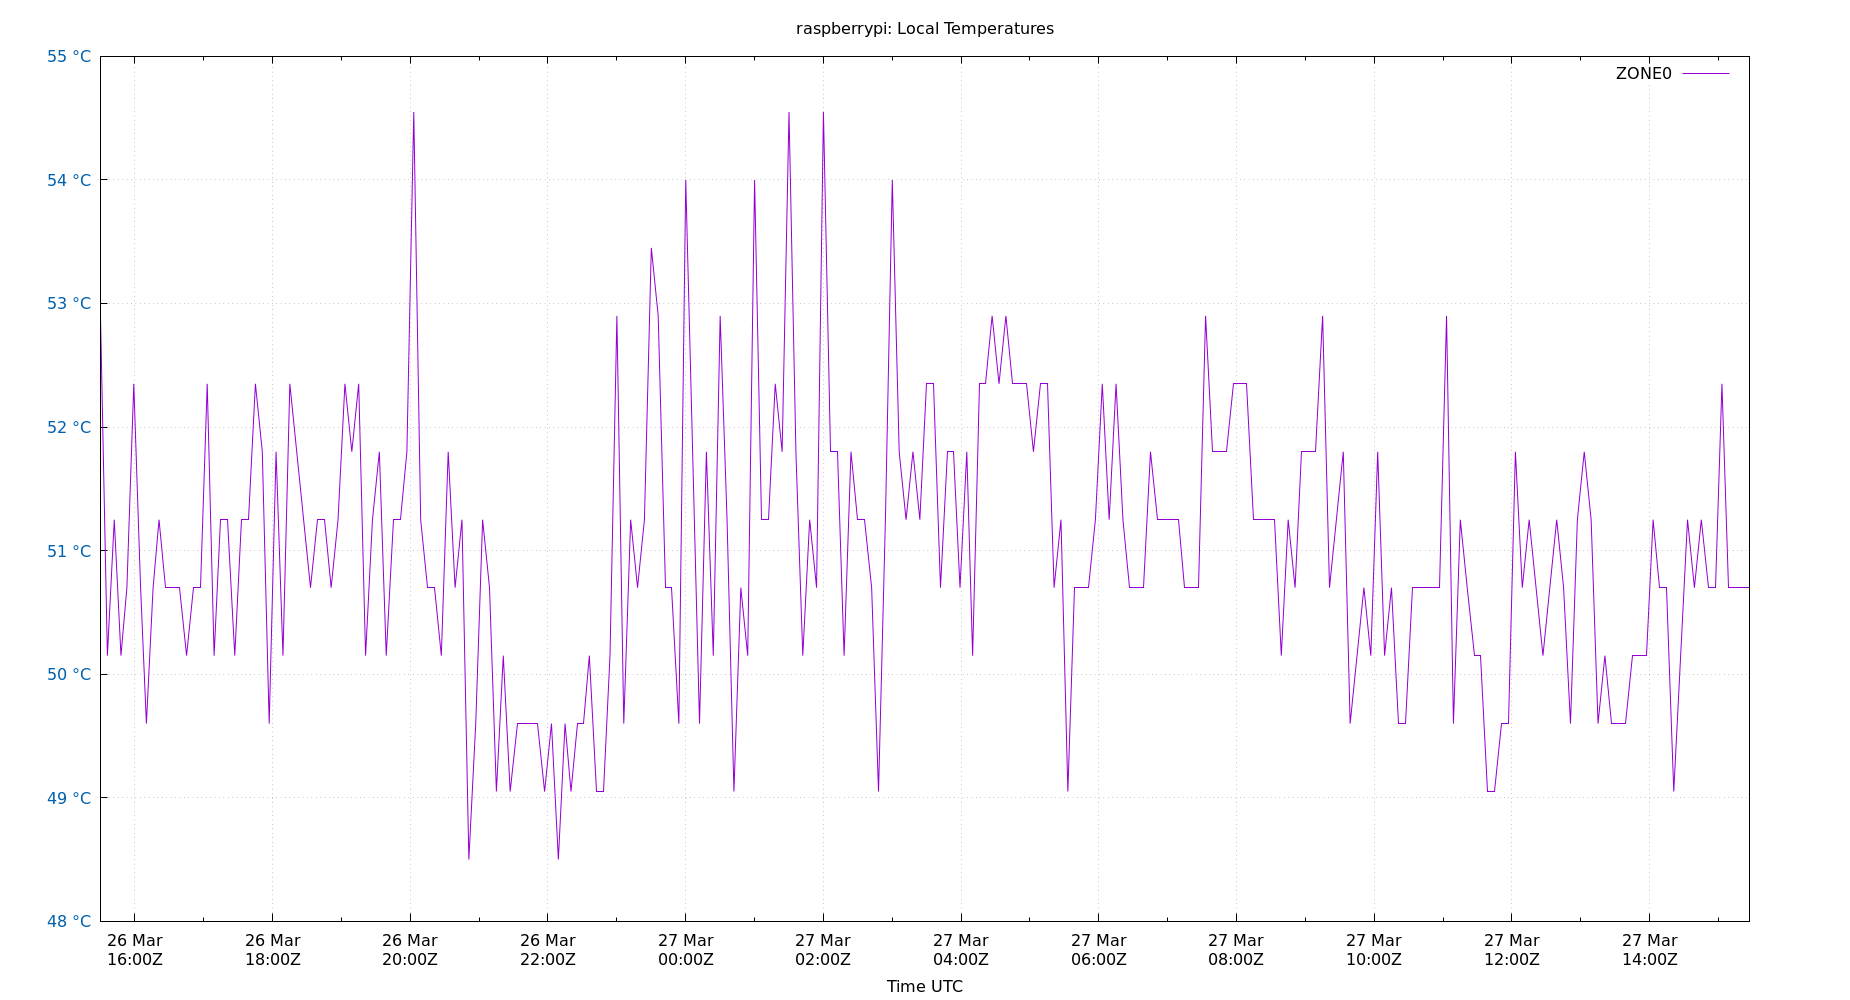 raspberrypi: Local Temperatures
55 °C
ZONE0
54 °C
53 °C
52 °C
51 °C
50 °C
49 °C
48 °C
26 Mar 26 Mar 26 Mar 26 Mar 27 Mar 27 Mar 27 Mar 27 Mar 27 Mar 27 Mar 27 Mar 27 Mar
16:00Z 18:00Z 20:00Z 22:00Z 00:00Z 02:00Z 04:00Z 06:00Z 08:00Z 10:00Z 12:00Z 14:00Z
Time UTC